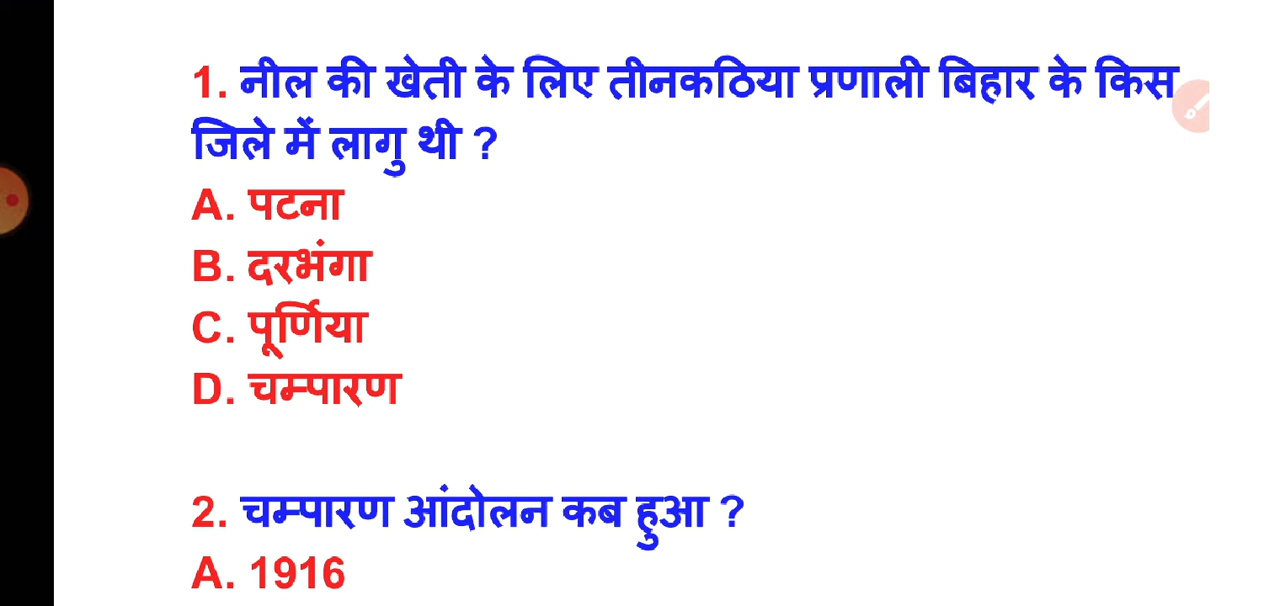 1. नील की खेती के लिए तीनकठिया प्रणाली बिहार के किस
जिले में लागु थी ?
A. पटना
B. दरभंगा
C. पूर्णिया
D. चम्पारण
2. चम्पारण आंदोलन कब हुआ ?
A. 1916